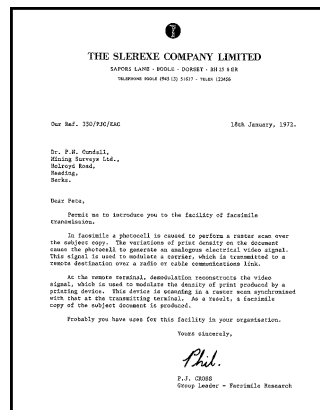 THE SLEREXE COMPANY LIMITED
SAPORS LANE - BOOLE - DORSET - BH 25 8 ER
TELEPHONE BOOLE (945 13) 51617 - TELEX 123456
Our Ref. 350/PJC/EAC
18th January, 1972.
Dr. P.N. Cundall,
Mining Surveys Ltd.,
Holroyd Road,
Reading,
Berks.
Dear Pete,
Permit me to introduce you to the facility of facsimile
transmission.
In facsimile a photocell is caused to perform a raster scan over
the subject copy. The variations of print density on the document
cause the photocell to generate an analogous electrical video signal.
This signal is used to modulate a carrier, which is transmitted to a
remote destination over a radio or cable communications link.
At the remote terminal, demodulation reconstructs the video
signal, which is used to modulate the density of print produced by a
printing device. This device is scanning in a raster scan synchronised
with that at the transmitting terminal. As a result, a facsimile
copy of the subject document is produced.
Probably you have uses for this facility in your organisation.
Yours sincerely,
Phil.
P.J. CROSS
Group Leader - Facsimile Research